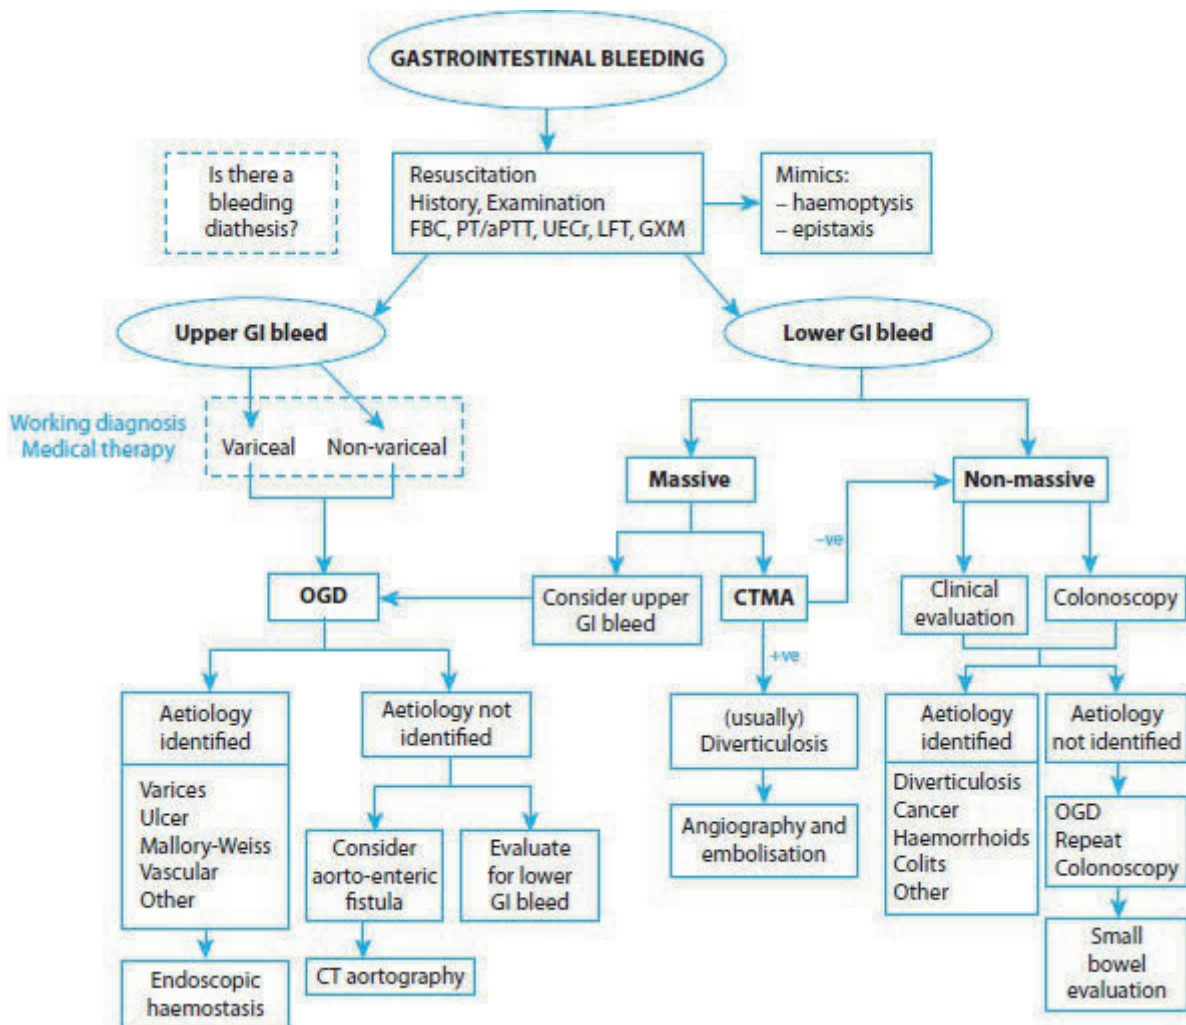 GASTROINTESTINAL BLEEDING
Is there a
bleeding
diathesis?
Resuscitation
History, Examination
FBC, PT/aPTT, UECr, LFT, GXM
Mimics:
– haemoptysis
– epistaxis
Upper GI bleed
Lower GI bleed
Working diagnosis
Medical therapy
Variceal
Non-variceal
Massive
Non-massive
–ve
OGD
Consider upper
GI bleed
CTMA
Clinical
evaluation
Colonoscopy
+ve
Aetiology
identified
Varices
Ulcer
Mallory-Weiss
Vascular
Other
Aetiology not
identified
(usually)
Diverticulosis
Aetiology
identified
Diverticulosis
Cancer
Haemorrhoids
Colits
Other
Aetiology
not identified
OGD
Repeat
Colonoscopy
Consider
aorto-enteric
fistula
Evaluate
for lower
GI bleed
Angiography and
embolisation
Endoscopic
haemostasis
CT aortography
Small
bowel
evaluation